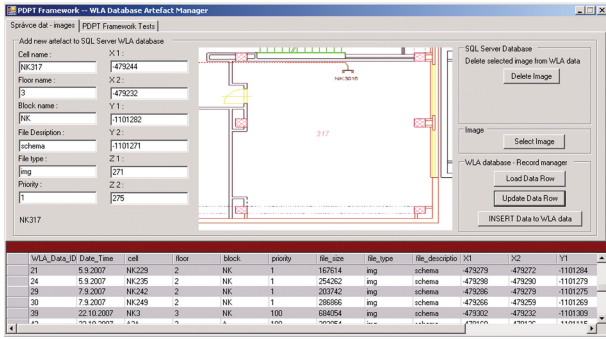 PDPT Framework -- WLA Database Artefact Manager
Správce dat - images PDPT Framework Tests
Add new artefact to SQL Server WLA database
Cell name : X 1 :
NK317 -479244
Floor name : X 2 :
3 -479232
Block name : Y 1 :
NK -1101282
File Desription : Y 2 :
schema -1101271
File type : Z 1 :
img 271
Priority : Z 2 :
1 275
NK317
NK3016
317
SQL Server Database
Delete selected image from WLA data
Delete Image
Image
Select Image
WLA database - Record manager
Load Data Row
Update Data Row
INSERT Data to WLA data
WLA_Data_ID Date_Time cell floor block priority file_size file_type file_descriptio X1 X2 Y1
21 5.9.2007 NK229 2 NK 1 167614 img schema -479279 -479272 -1101284
24 5.9.2007 NK235 2 NK 1 254262 img schema -479298 -479290 -1101279
29 7.9.2007 NK242 2 NK 1 203742 img schema -479286 -479279 -1101275
30 7.9.2007 NK249 2 NK 1 286866 img schema -479266 -479259 -1101269
39 22.10.2007 NK3 3 NK 100 684054 img schema -479302 -479232 -1101309